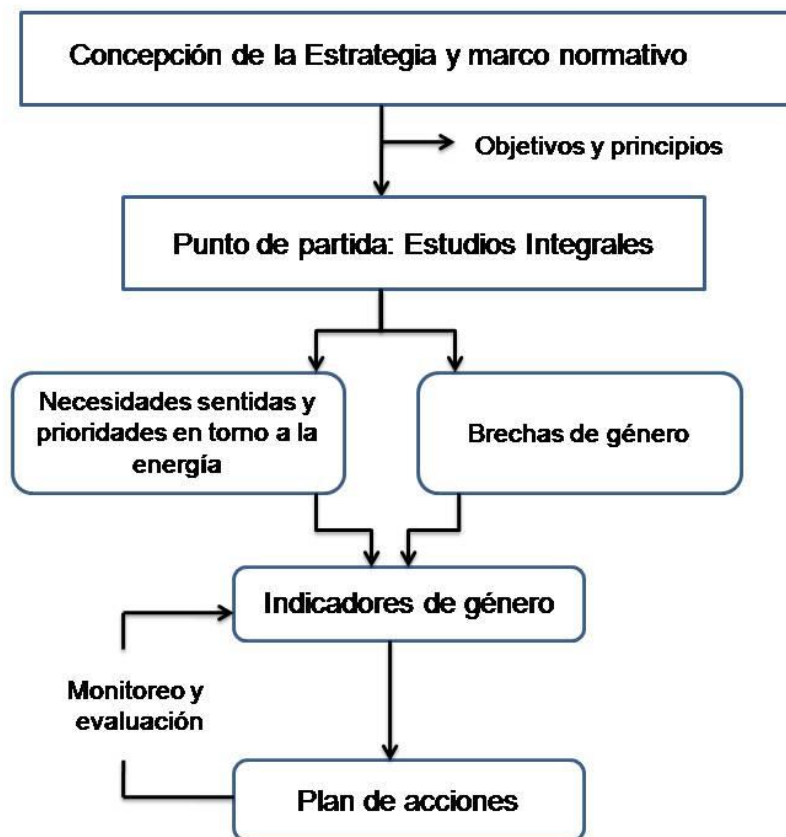 Concepción de la Estrategia y marco normativo
Objetivos y principios
Punto de partida: Estudios Integrales
Necesidades sentidas y
prioridades en torno a la
energía
Brechas de género
Indicadores de género
Monitoreo y
evaluación
Plan de acciones